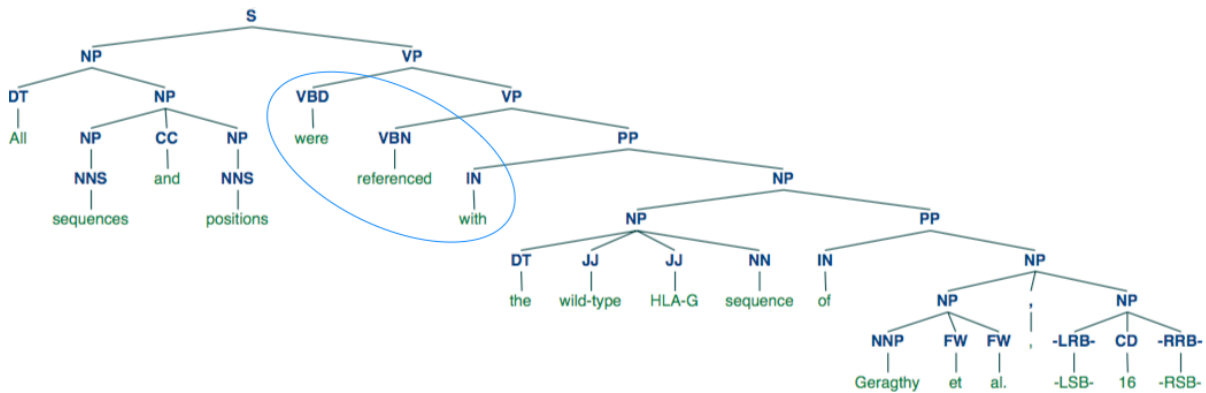 S
NP VP
DT NP VBD VP
All NP CC NP were VBN PP
NNS and NNS referenced IN NP
sequences positions with NP PP
DT JJ JJ NN IN NP
the wild-type HLA-G sequence of NP , NP
NNP FW FW , -LRB- CD -RRB-
Geragthy et al. -LSB- 16 -RSB-